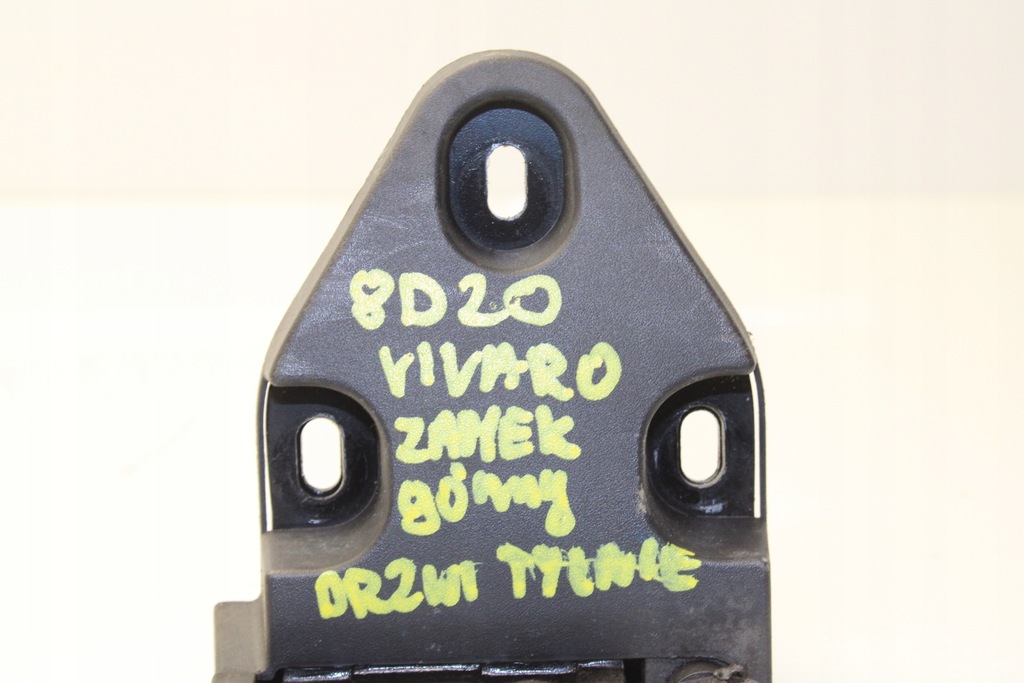 8D20
VIVARO
ZAMEK
górny
DRZWI TYLNE